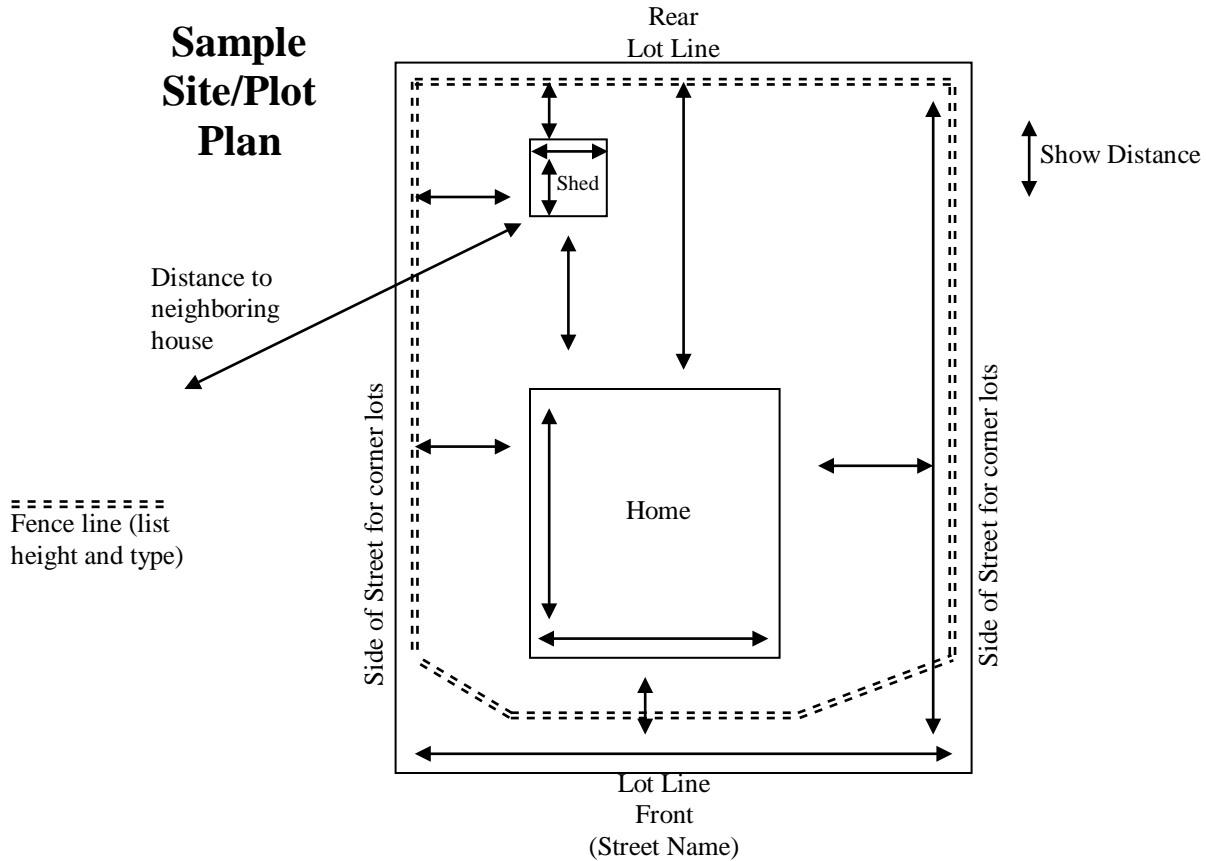 Sample
Site/Plot
Plan
Rear
Lot Line
Show Distance
Shed
Distance to
neighboring
house
Side of Street for corner lots
Home
Side of Street for corner lots
Fence line (list
height and type)
Lot Line
Front
(Street Name)